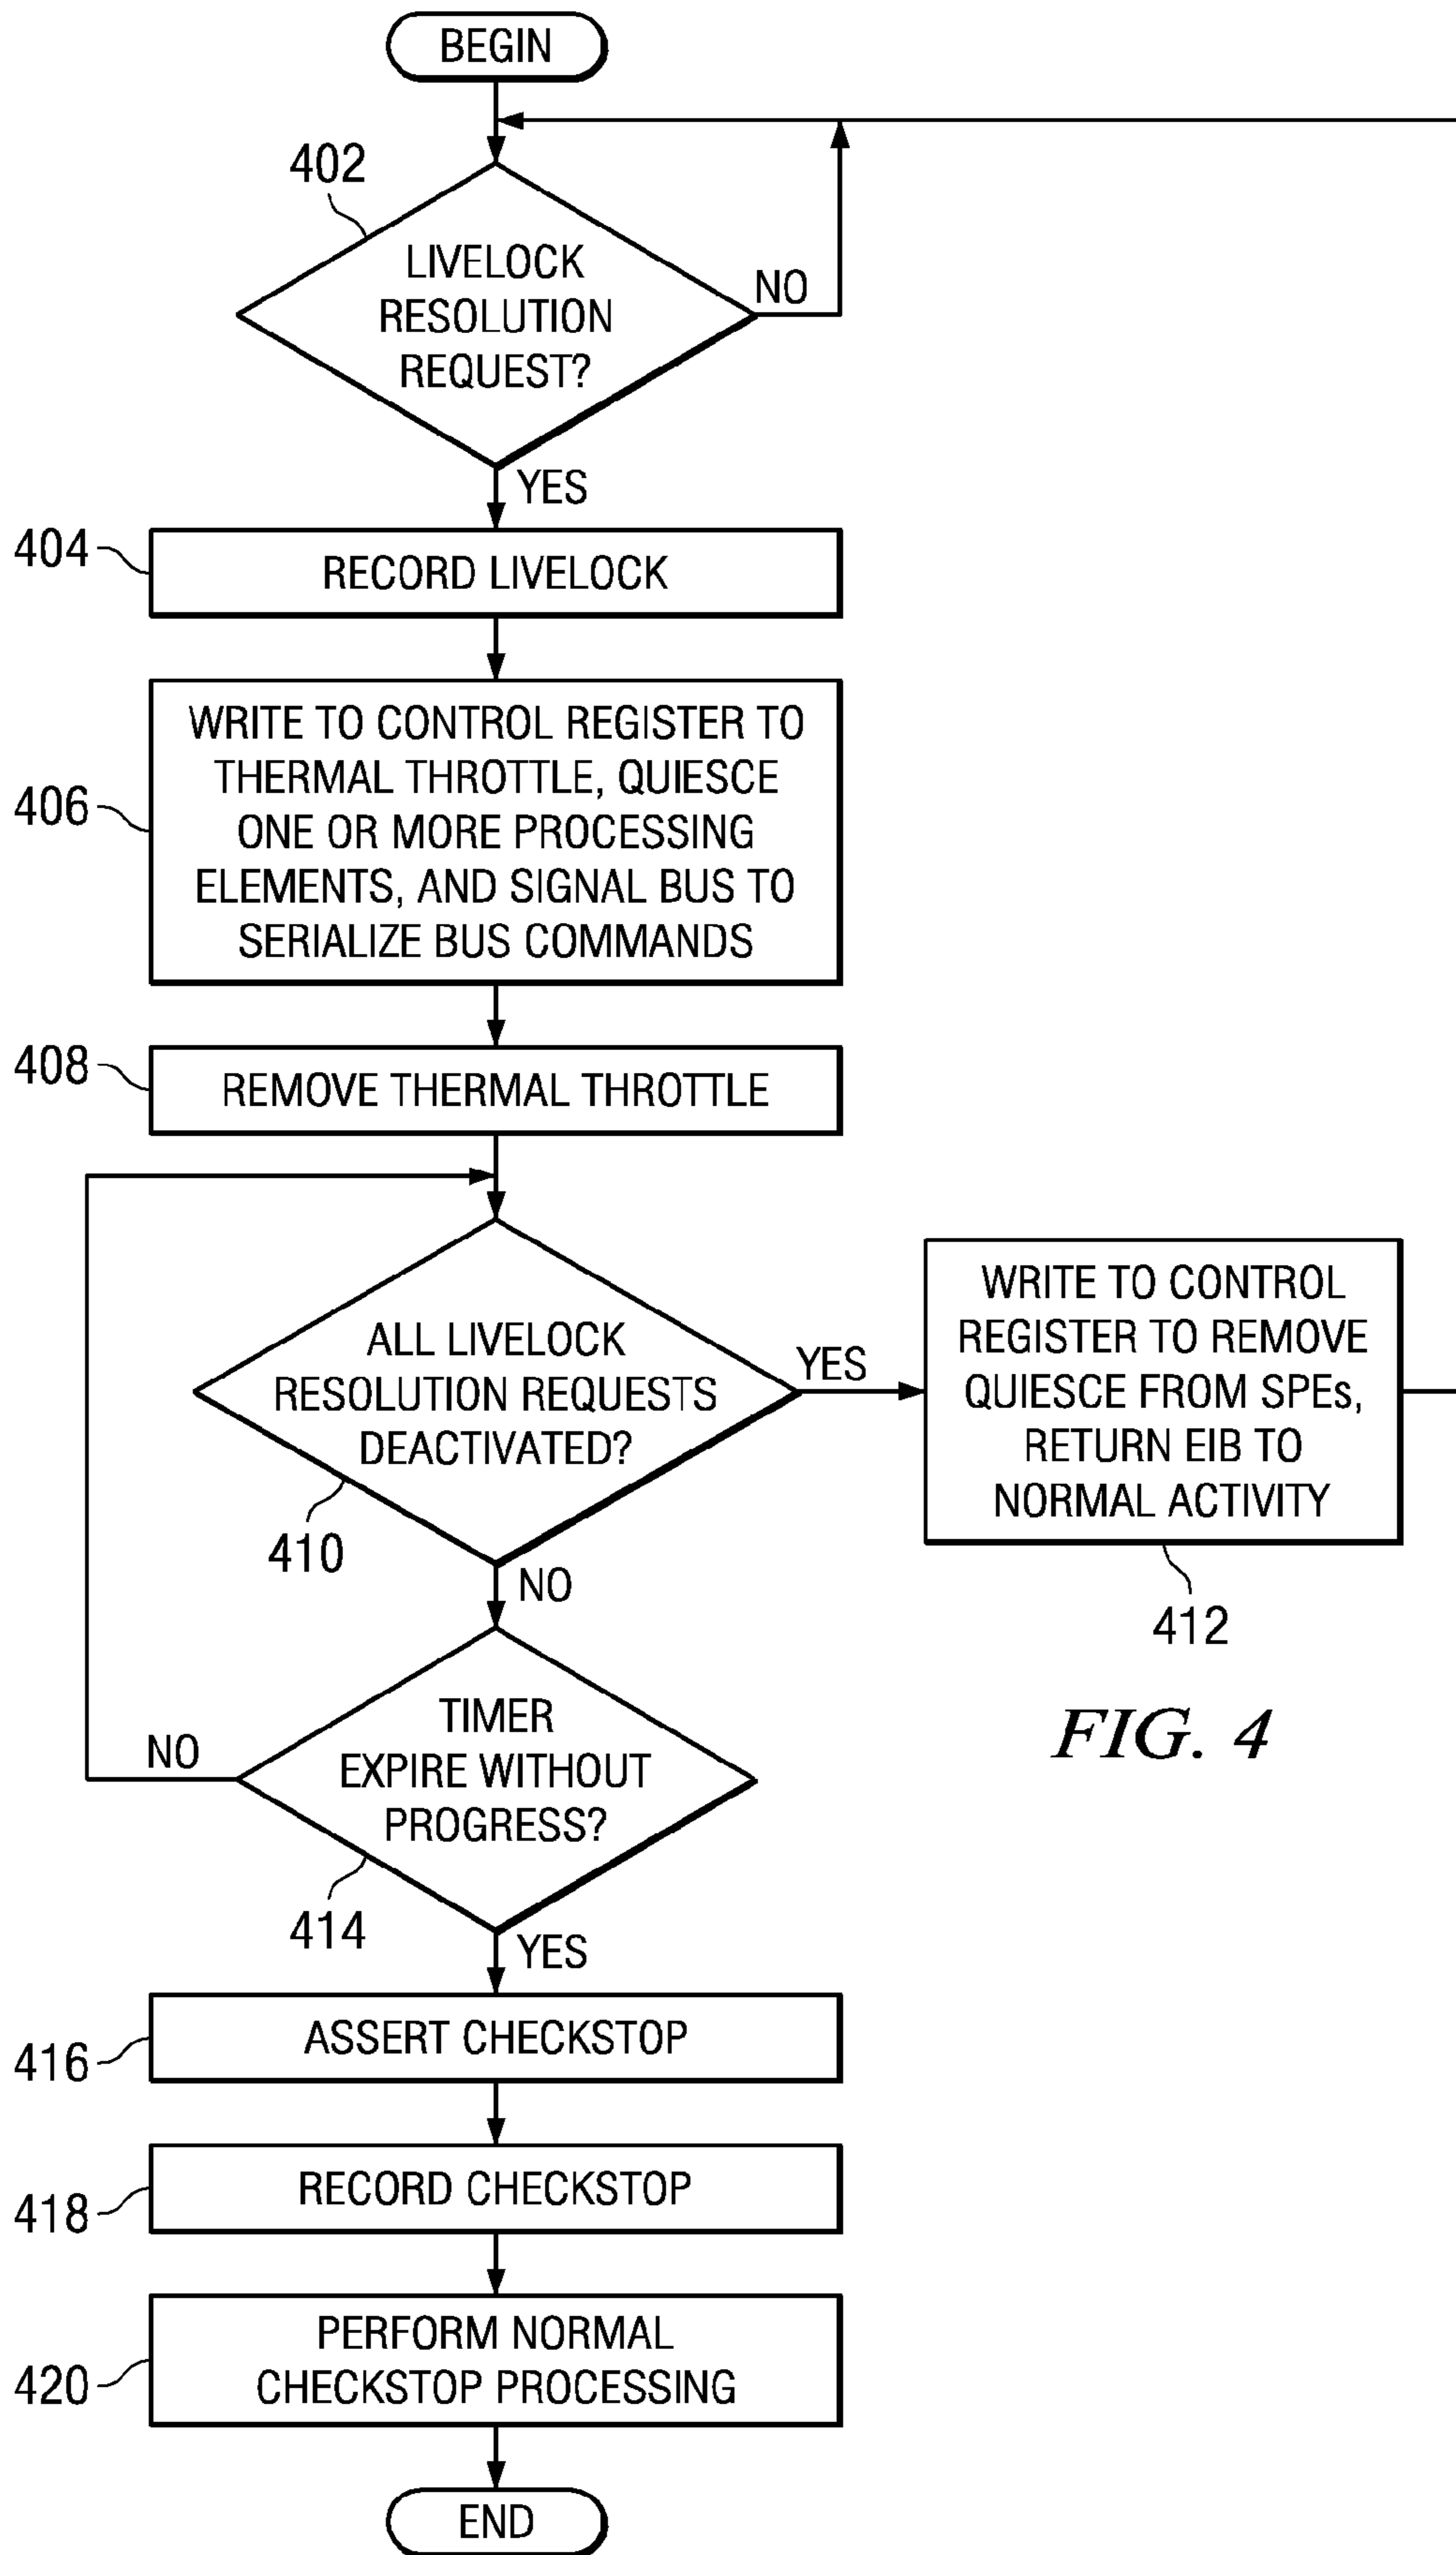 BEGIN
402
LIVELOCK
RESOLUTION
REQUEST?
NO
YES
404
RECORD LIVELOCK
406
WRITE TO CONTROL REGISTER TO
THERMAL THROTTLE, QUIESCE
ONE OR MORE PROCESSING
ELEMENTS, AND SIGNAL BUS TO
SERIALIZE BUS COMMANDS
408
REMOVE THERMAL THROTTLE
ALL LIVELOCK
RESOLUTION REQUESTS
DEACTIVATED?
410
YES
WRITE TO CONTROL
REGISTER TO REMOVE
QUIESCE FROM SPEs,
RETURN EIB TO
NORMAL ACTIVITY
412
NO
TIMER
EXPIRE WITHOUT
PROGRESS?
NO
414
YES
FIG. 4
416
ASSERT CHECKSTOP
418
RECORD CHECKSTOP
420
PERFORM NORMAL
CHECKSTOP PROCESSING
END